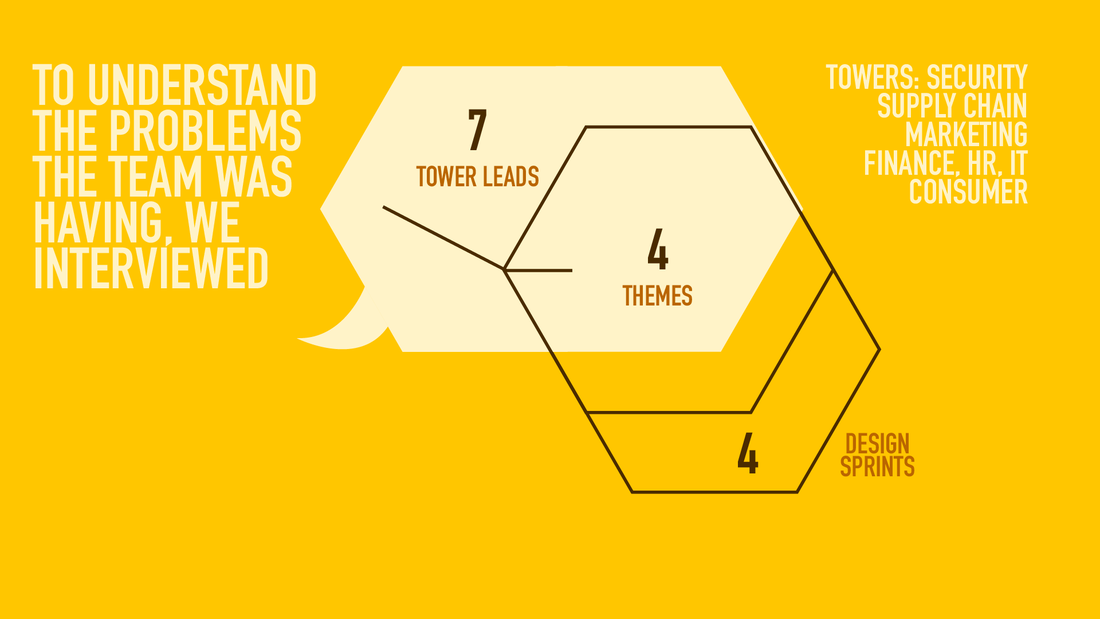 TO UNDERSTAND
THE PROBLEMS
THE TEAM WAS
HAVING, WE
INTERVIEWED
7
TOWER LEADS
4
THEMES
4
DESIGN
SPRINTS
TOWERS: SECURITY
SUPPLY CHAIN
MARKETING
FINANCE, HR, IT
CONSUMER